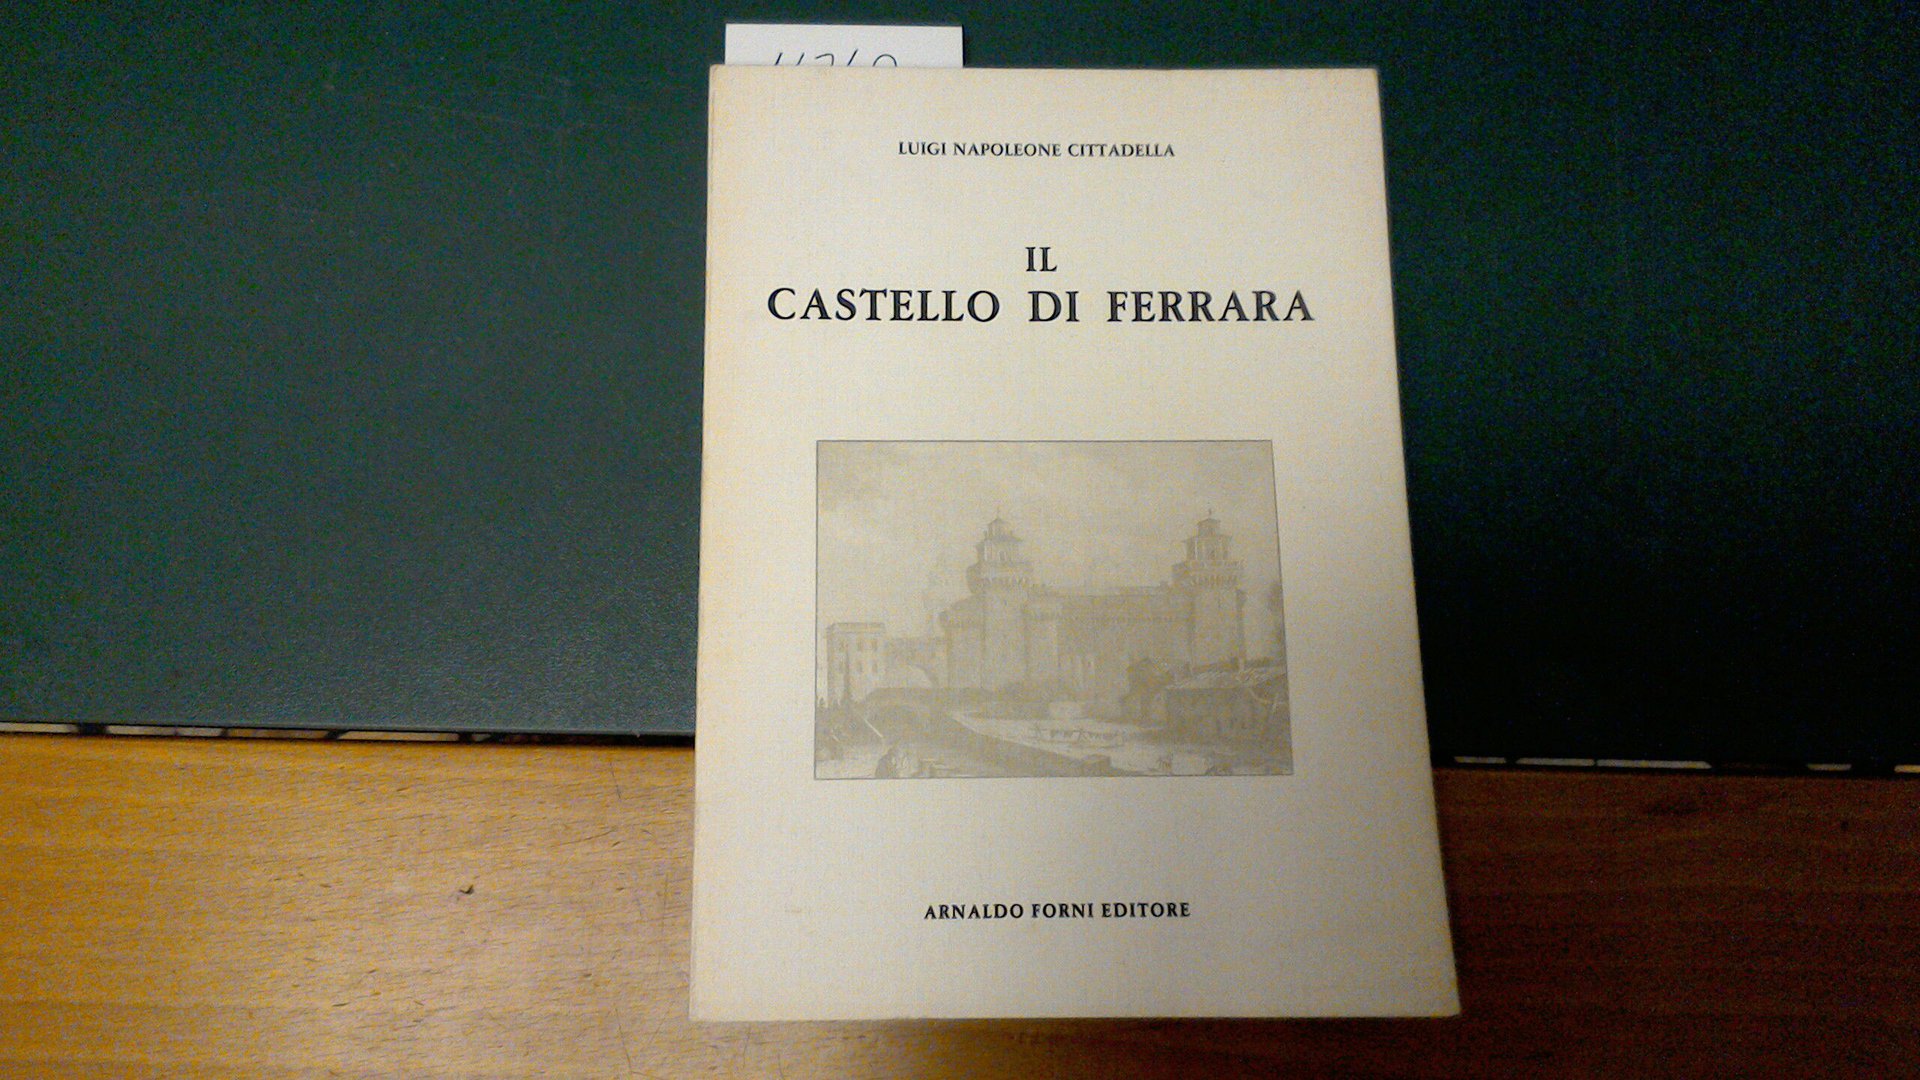 LUIGI NAPOLEONE CITTADELLA
IL
CASTELLO DI FERRARA
ARNALDO FORNI EDITORE